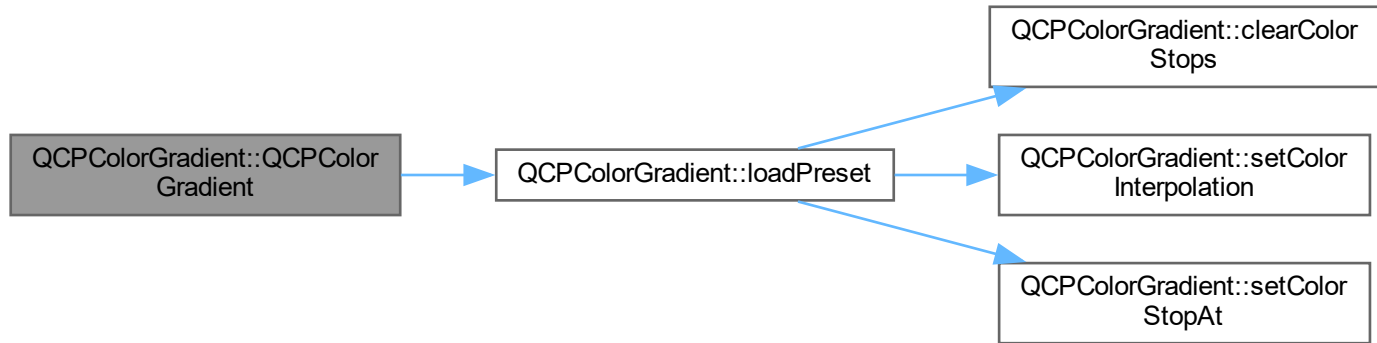 QCPColorGradient::clearColor
Stops
QCPColorGradient::QCPColor
Gradient
QCPColorGradient::loadPreset
QCPColorGradient::setColor
Interpolation
QCPColorGradient::setColor
StopAt